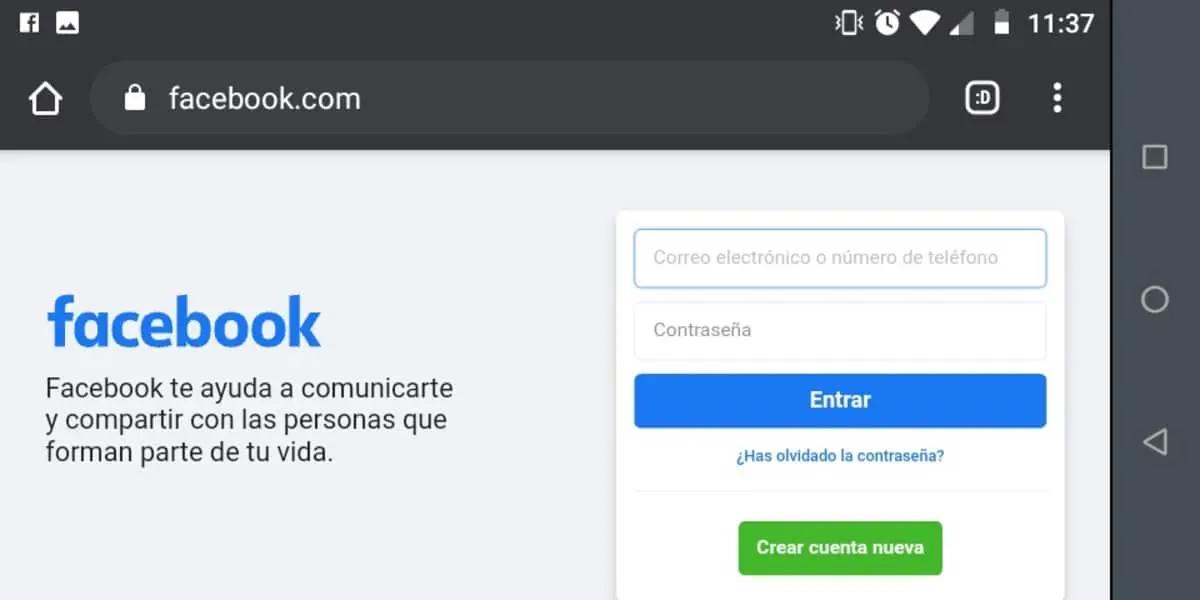 11:37
facebook.com
:D
facebook
Facebook te ayuda a comunicarte
y compartir con las personas que
forman parte de tu vida.
Correo electrónico o número de teléfono
Contraseña
Entrar
¿Has olvidado la contraseña?
Crear cuenta nueva